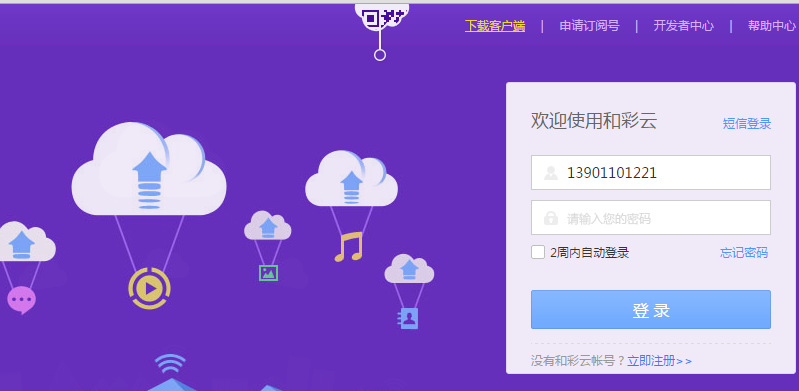 下载客户端 | 申请订阅号 | 开发者中心 | 帮助中心
欢迎使用和彩云
短信登录
13901101221
请输入您的密码
2周内自动登录
忘记密码
登 录
没有和彩云帐号？立即注册>>